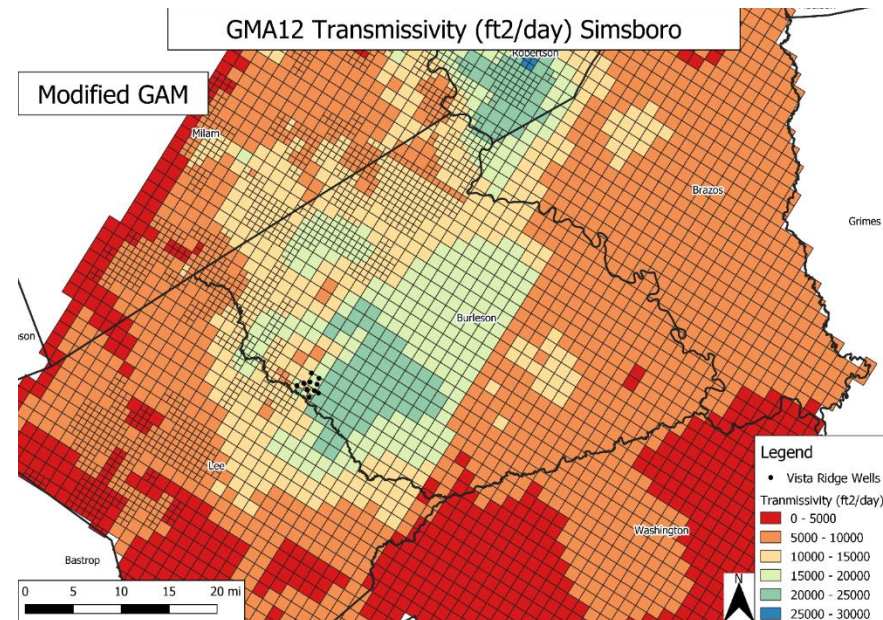 GMA12 Transmissivity (ft2/day) Simsboro
Robertson
Modified GAM
Milam
Brazos
Grimes
Burleson
Lee
Bastrop
Washington
0 5 10 15 20 mi
N
Legend
Vista Ridge Wells
Tranmissivity (ft2/day)
0 - 5000
5000 - 10000
10000 - 15000
15000 - 20000
20000 - 25000
25000 - 30000